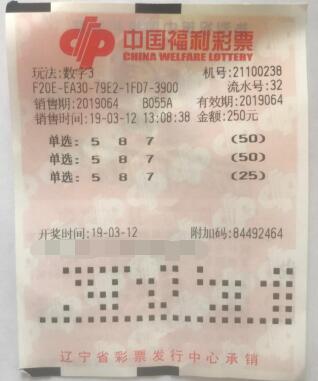 中国福利彩票
CHINA WELFARE LOTTERY
玩法:数字3 机号:21100238
F20E-EA30-79E2-1FD7-3900 流水号:32
销售期:2019064 B055A 有效期:2019064
销售时间:19-03-12 13:08:38 金额:250元
单选: 5 8 7 (50)
单选: 5 8 7 (50)
单选: 5 8 7 (25)
开奖时间:19-03-12 附加码:84492464
辽宁省彩票发行中心承销